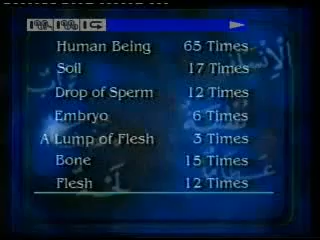 Human Being 65 Times
Soil 17 Times
Drop of Sperm 12 Times
Embryo 6 Times
A Lump of Flesh 3 Times
Bone 15 Times
Flesh 12 Times